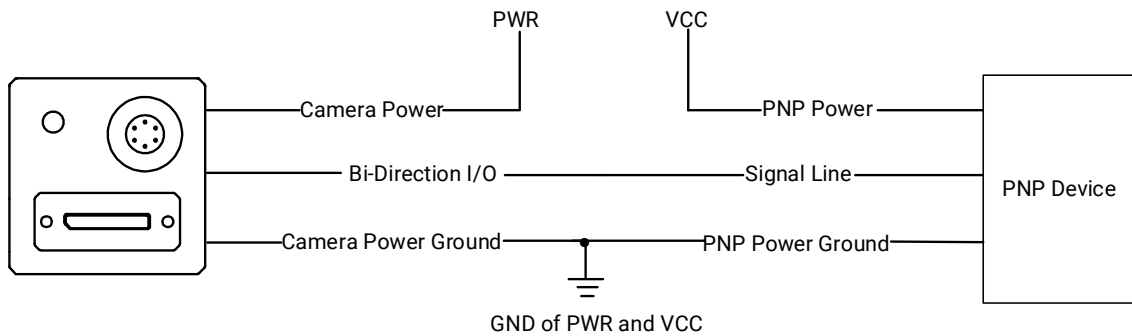 PWR
VCC
Camera Power
PNP Power
Bi-Direction I/O
Signal Line
PNP Device
Camera Power Ground
PNP Power Ground
GND of PWR and VCC